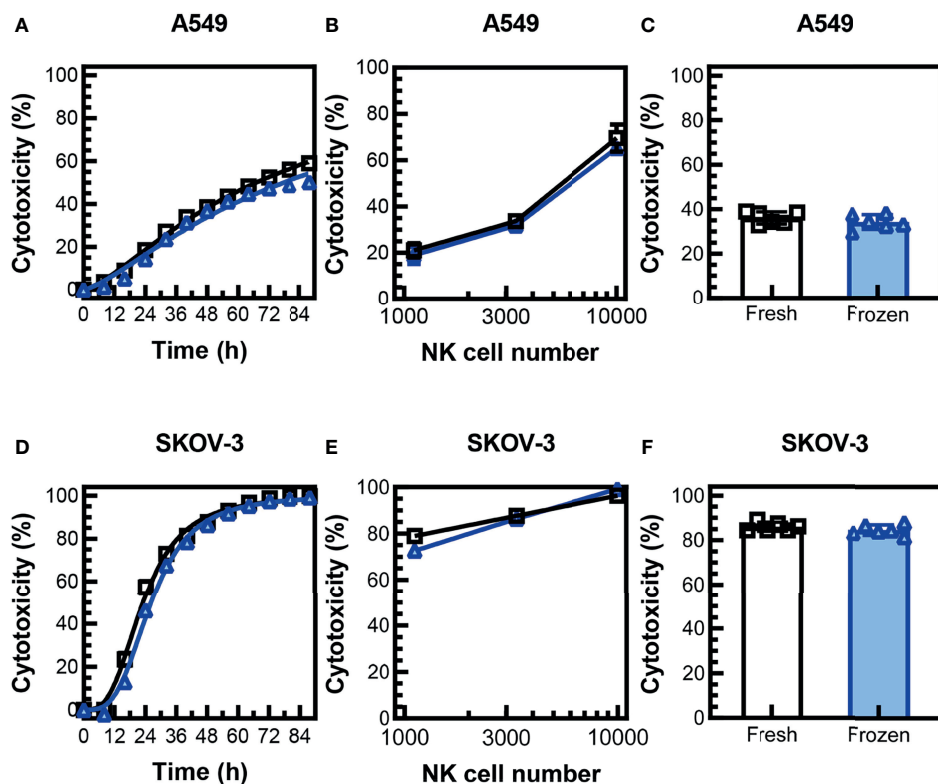 A A549
Cytotoxicity (%)
100
80
60
40
20
0
0 12 24 36 48 60 72 84
Time (h)
B A549
Cytotoxicity (%)
100
80
60
40
20
0
1000 3000 10000
NK cell number
C A549
Cytotoxicity (%)
100
80
60
40
20
0
Fresh Frozen
D SKOV-3
Cytotoxicity (%)
100
80
60
40
20
0
0 12 24 36 48 60 72 84
Time (h)
E SKOV-3
Cytotoxicity (%)
100
80
60
40
20
0
1000 3000 10000
NK cell number
F SKOV-3
Cytotoxicity (%)
100
80
60
40
20
0
Fresh Frozen